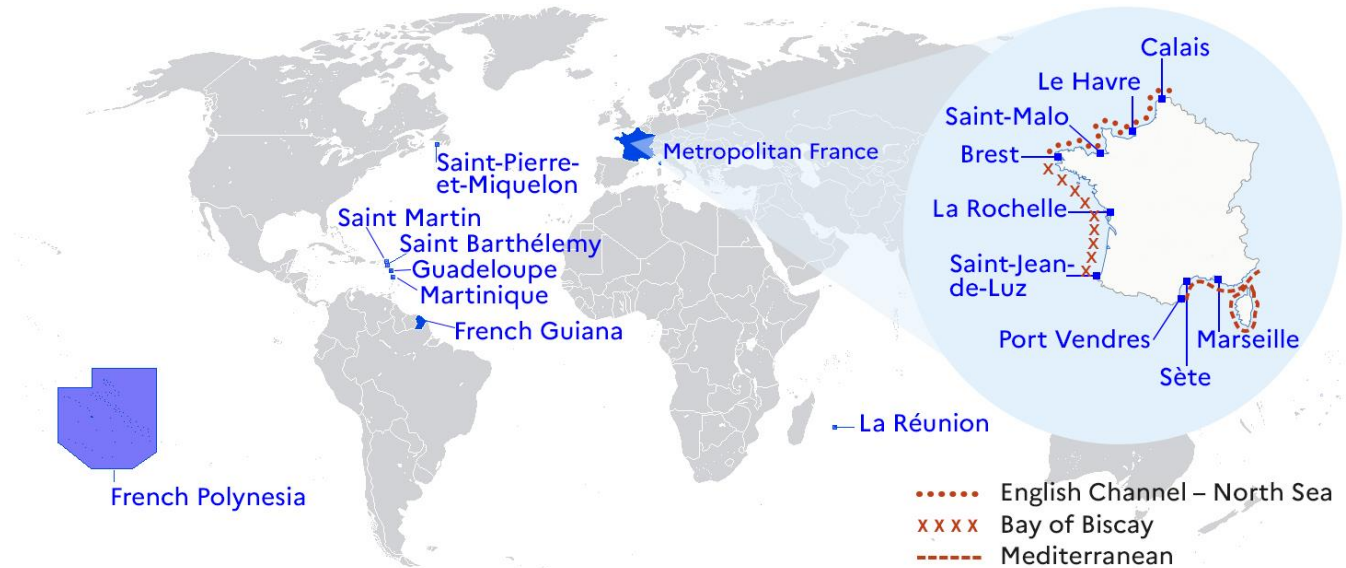 Calais
Le Havre
Saint-Malo
Brest
Metropolitan France
Saint-Pierre-
et-Miquelon
La Rochelle
Saint Martin
Saint Barthélemy
Guadeloupe
Martinique
Saint-Jean-
de-Luz
French Guiana
Port Vendres
Marseille
Sète
La Réunion
French Polynesia
English Channel – North Sea
x x x x Bay of Biscay
Mediterranean